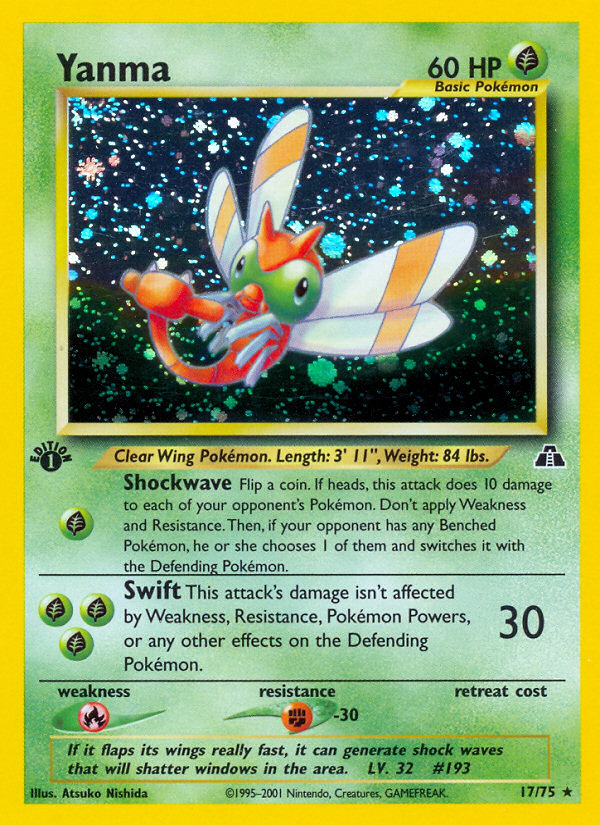 Yanma
60 HP
Basic Pokémon
EDITION
1
Clear Wing Pokémon. Length: 3' 11", Weight: 84 lbs.
Shockwave Flip a coin. If heads, this attack does 10 damage
to each of your opponent's Pokémon. Don't apply Weakness
and Resistance. Then, if your opponent has any Benched
Pokémon, he or she chooses 1 of them and switches it with
the Defending Pokémon.
Swift This attack's damage isn't affected
by Weakness, Resistance, Pokémon Powers,
or any other effects on the Defending
Pokémon.
30
weakness resistance retreat cost
-30
If it flaps its wings really fast, it can generate shock waves
that will shatter windows in the area. LV. 32 #193
Illus. Atsuko Nishida ©1995-2001 Nintendo, Creatures, GAMEFREAK. 17/75 ★